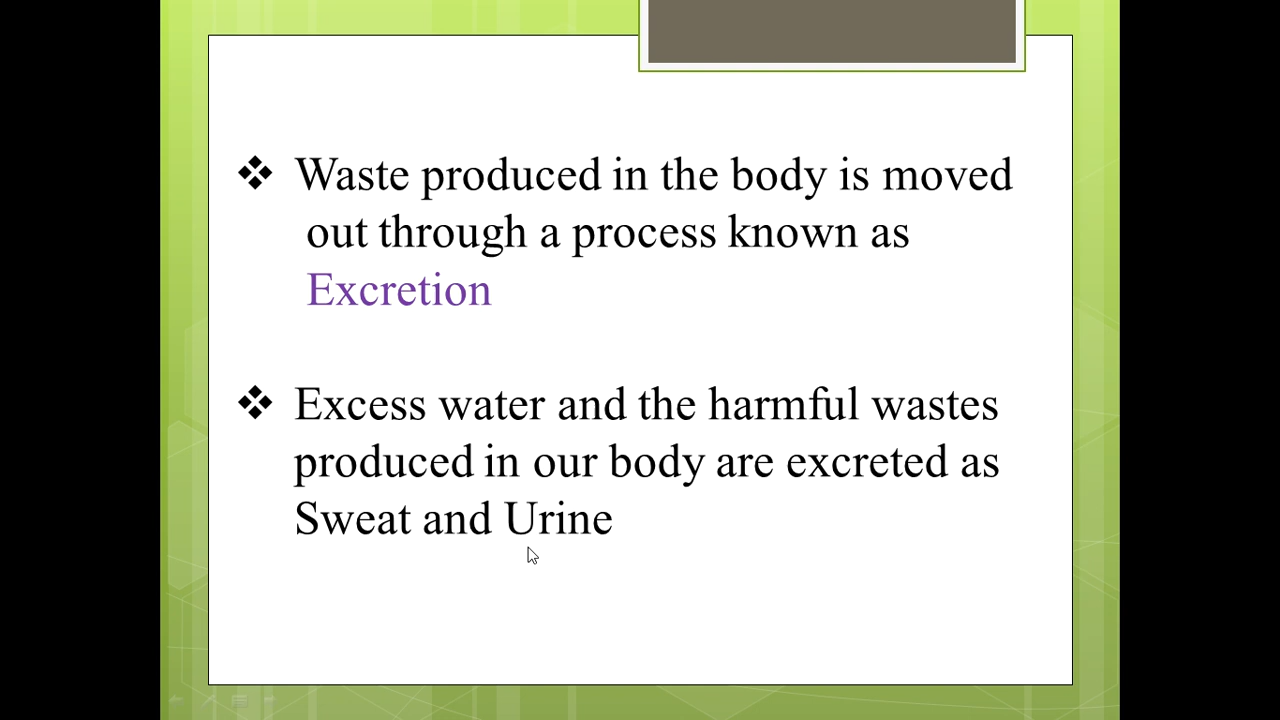 ❖ Waste produced in the body is moved
out through a process known as
Excretion
❖ Excess water and the harmful wastes
produced in our body are excreted as
Sweat and Urine